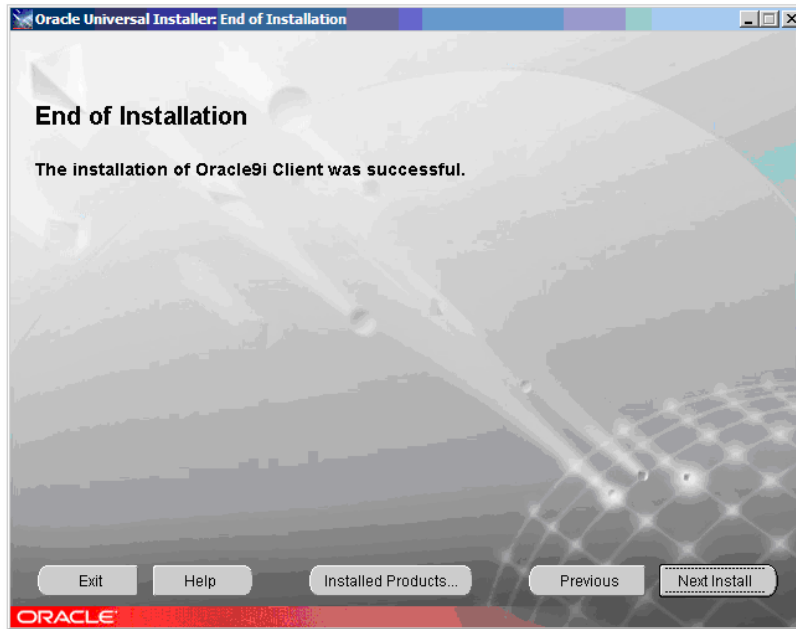 Oracle Universal Installer: End of Installation
End of Installation
The installation of Oracle9i Client was successful.
Exit Help Installed Products... Previous Next Install
ORACLE